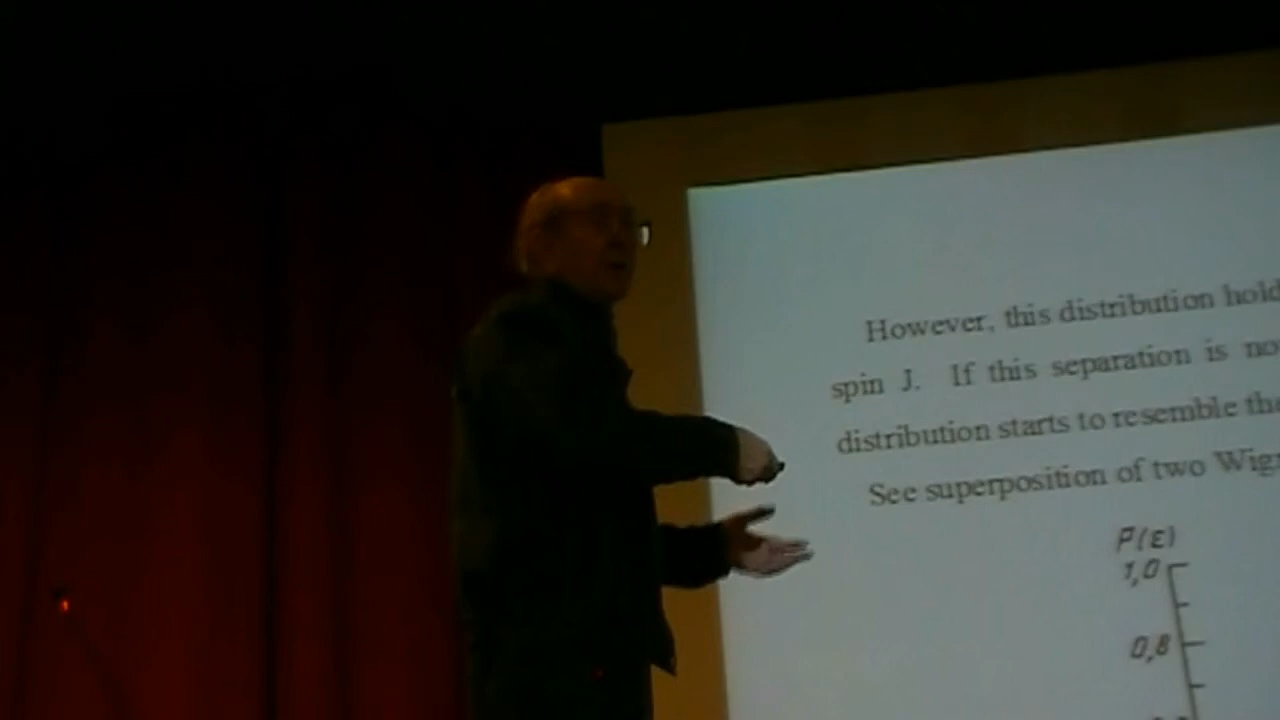 However, this distribution hold
spin J. If this separation is no
distribution starts to resemble the
See superposition of two Wig
P(ε)
1,0
0,8